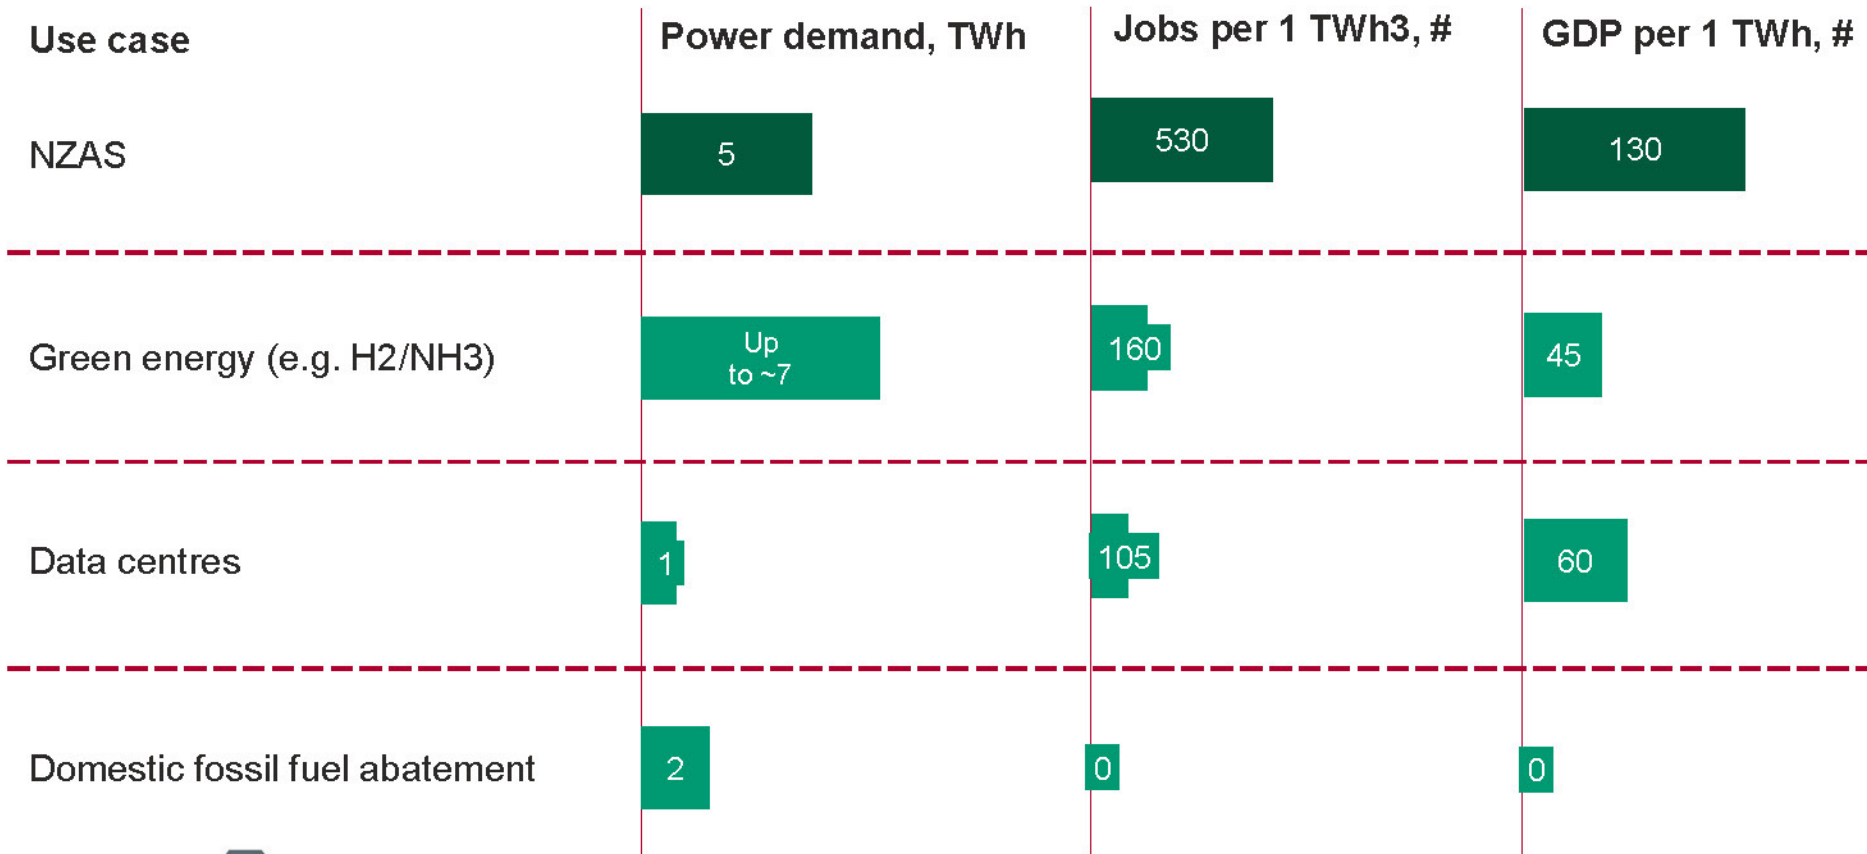 Use case
Power demand, TWh
Jobs per 1 TWh3, #
GDP per 1 TWh, #
NZAS
5
530
130
Green energy (e.g. H2/NH3)
Up
to ~7
160
45
Data centres
1
105
60
Domestic fossil fuel abatement
2
0
0